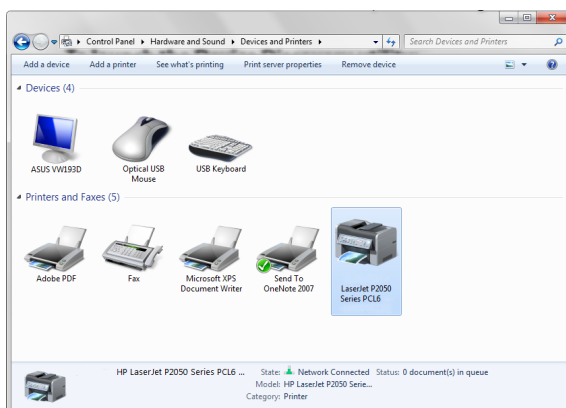 Control Panel ▸ Hardware and Sound ▸ Devices and Printers ▸
Search Devices and Printers
Add a device Add a printer See what's printing Print server properties Remove device
Devices (4)
ASUS VW193D
Optical USB
Mouse
USB Keyboard
Printers and Faxes (5)
Adobe PDF
Fax
Microsoft XPS
Document Writer
Send To
OneNote 2007
LaserJet P2050
Series PCL6
HP LaserJet P2050 Series PCL6 ... State: Network Connected Status: 0 document(s) in queue
Model: HP LaserJet P2050 Serie...
Category: Printer